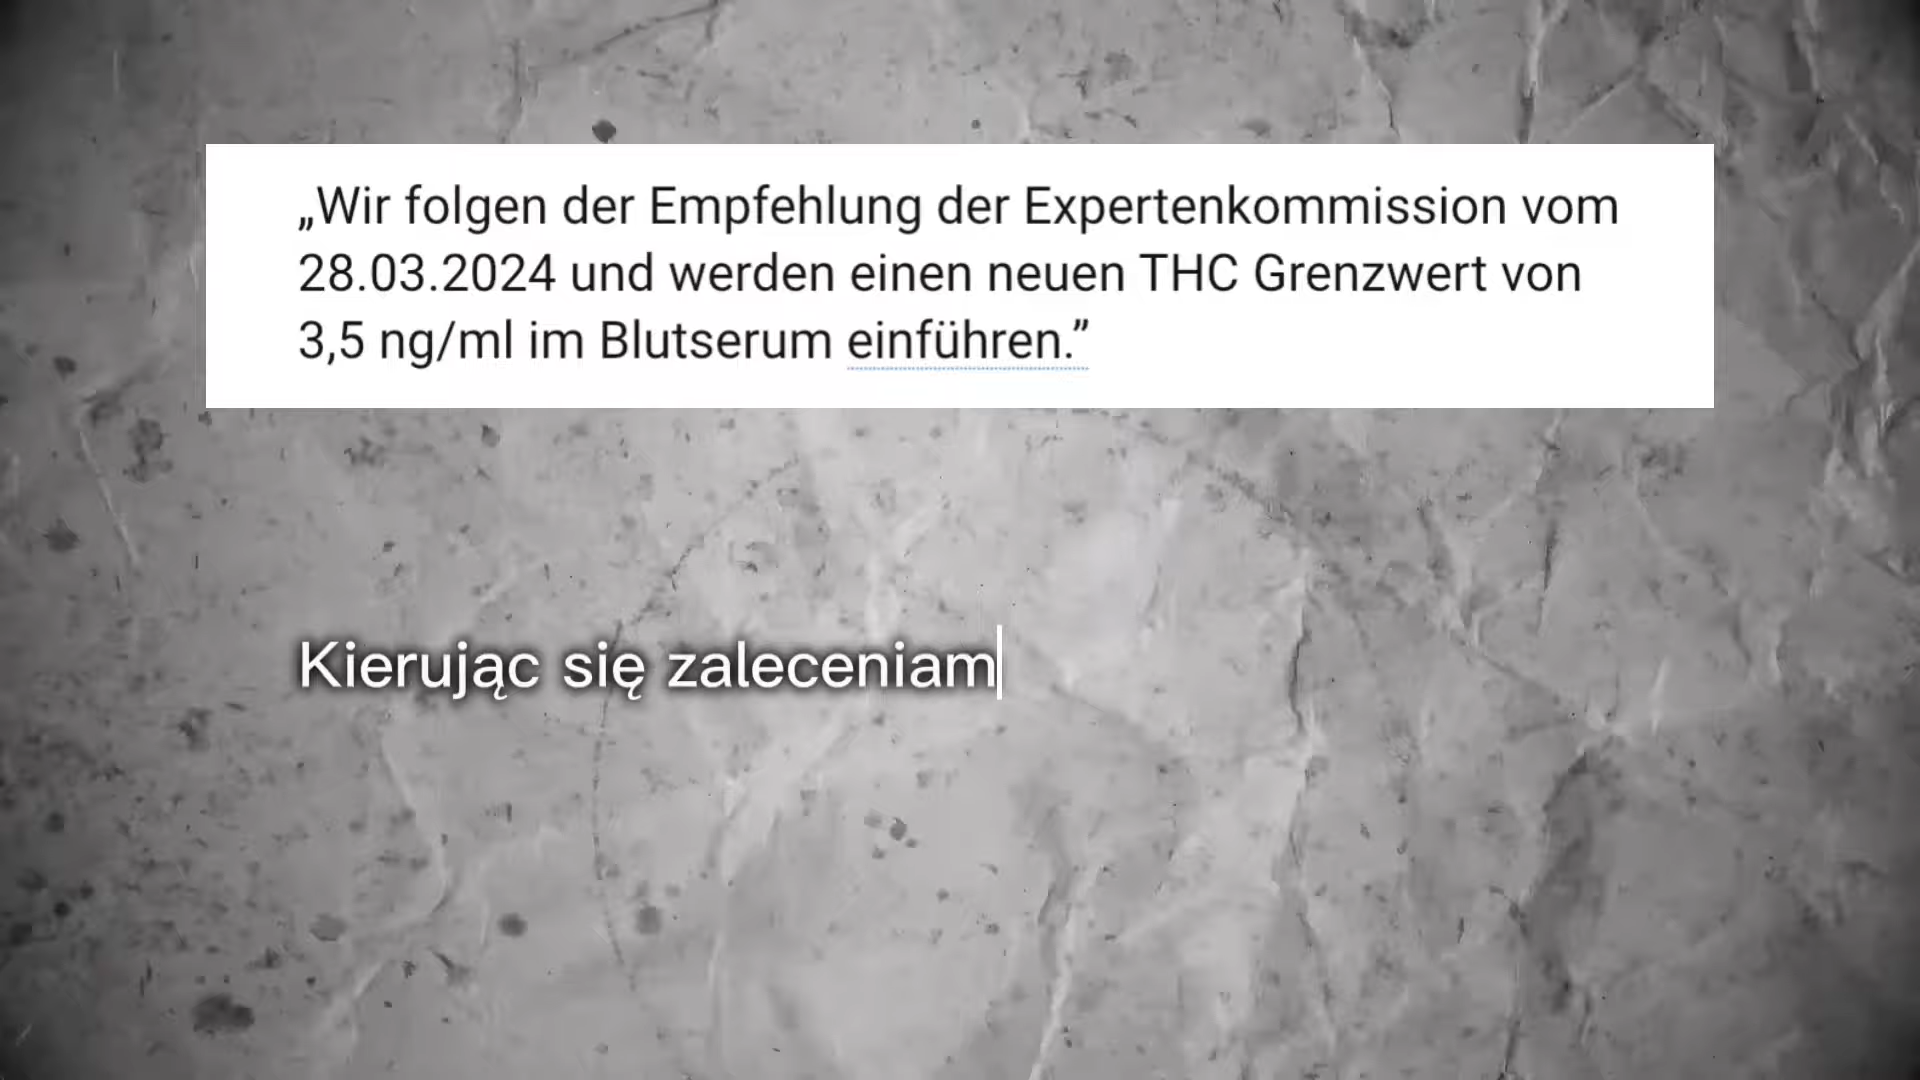 „Wir folgen der Empfehlung der Expertenkommission vom
28.03.2024 und werden einen neuen THC Grenzwert von
3,5 ng/ml im Blutserum einführen.”
Kierując się zaleceniam